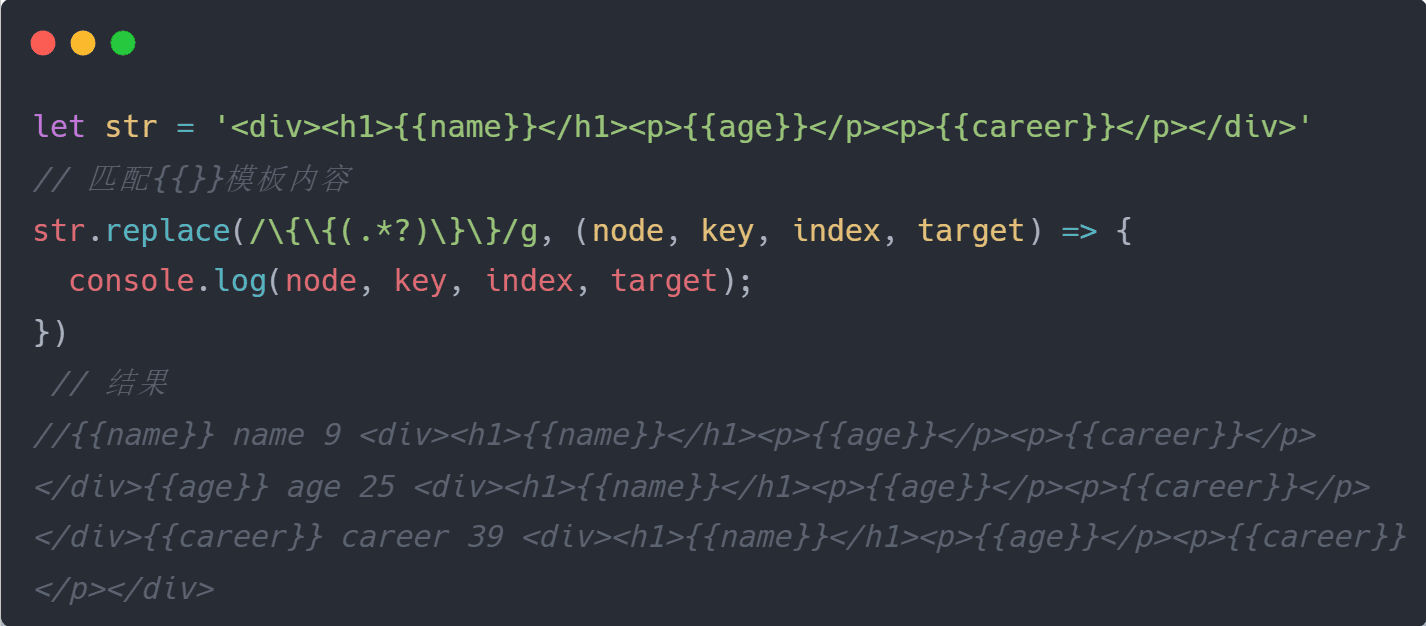 let str = '<div><h1>{{name}}</h1><p>{{age}}</p><p>{{career}}</p></div>'
// 匹配{{}}模板内容
str.replace(/\{\{(.*?)\}\}/g, (node, key, index, target) => {
  console.log(node, key, index, target);
})
 // 结果
//{{name}} name 9 <div><h1>{{name}}</h1><p>{{age}}</p><p>{{career}}</p>
</div>{{age}} age 25 <div><h1>{{name}}</h1><p>{{age}}</p><p>{{career}}</p>
</div>{{career}} career 39 <div><h1>{{name}}</h1><p>{{age}}</p><p>{{career}}
</p></div>